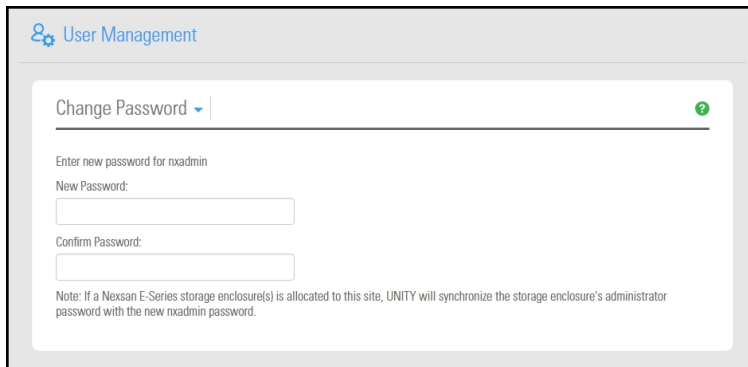 User Management
Change Password
?
Enter new password for nxadmin
New Password:
Confirm Password:
Note: If a Nexsan E-Series storage enclosure(s) is allocated to this site, UNITY will synchronize the storage enclosure's administrator
password with the new nxadmin password.